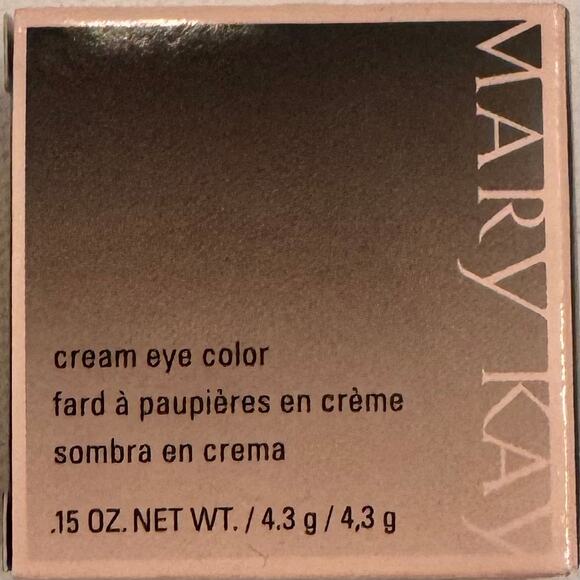 MARY KAY
cream eye color
fard à paupières en crème
sombra en crema
.15 OZ. NET WT. / 4.3 g / 4,3 g